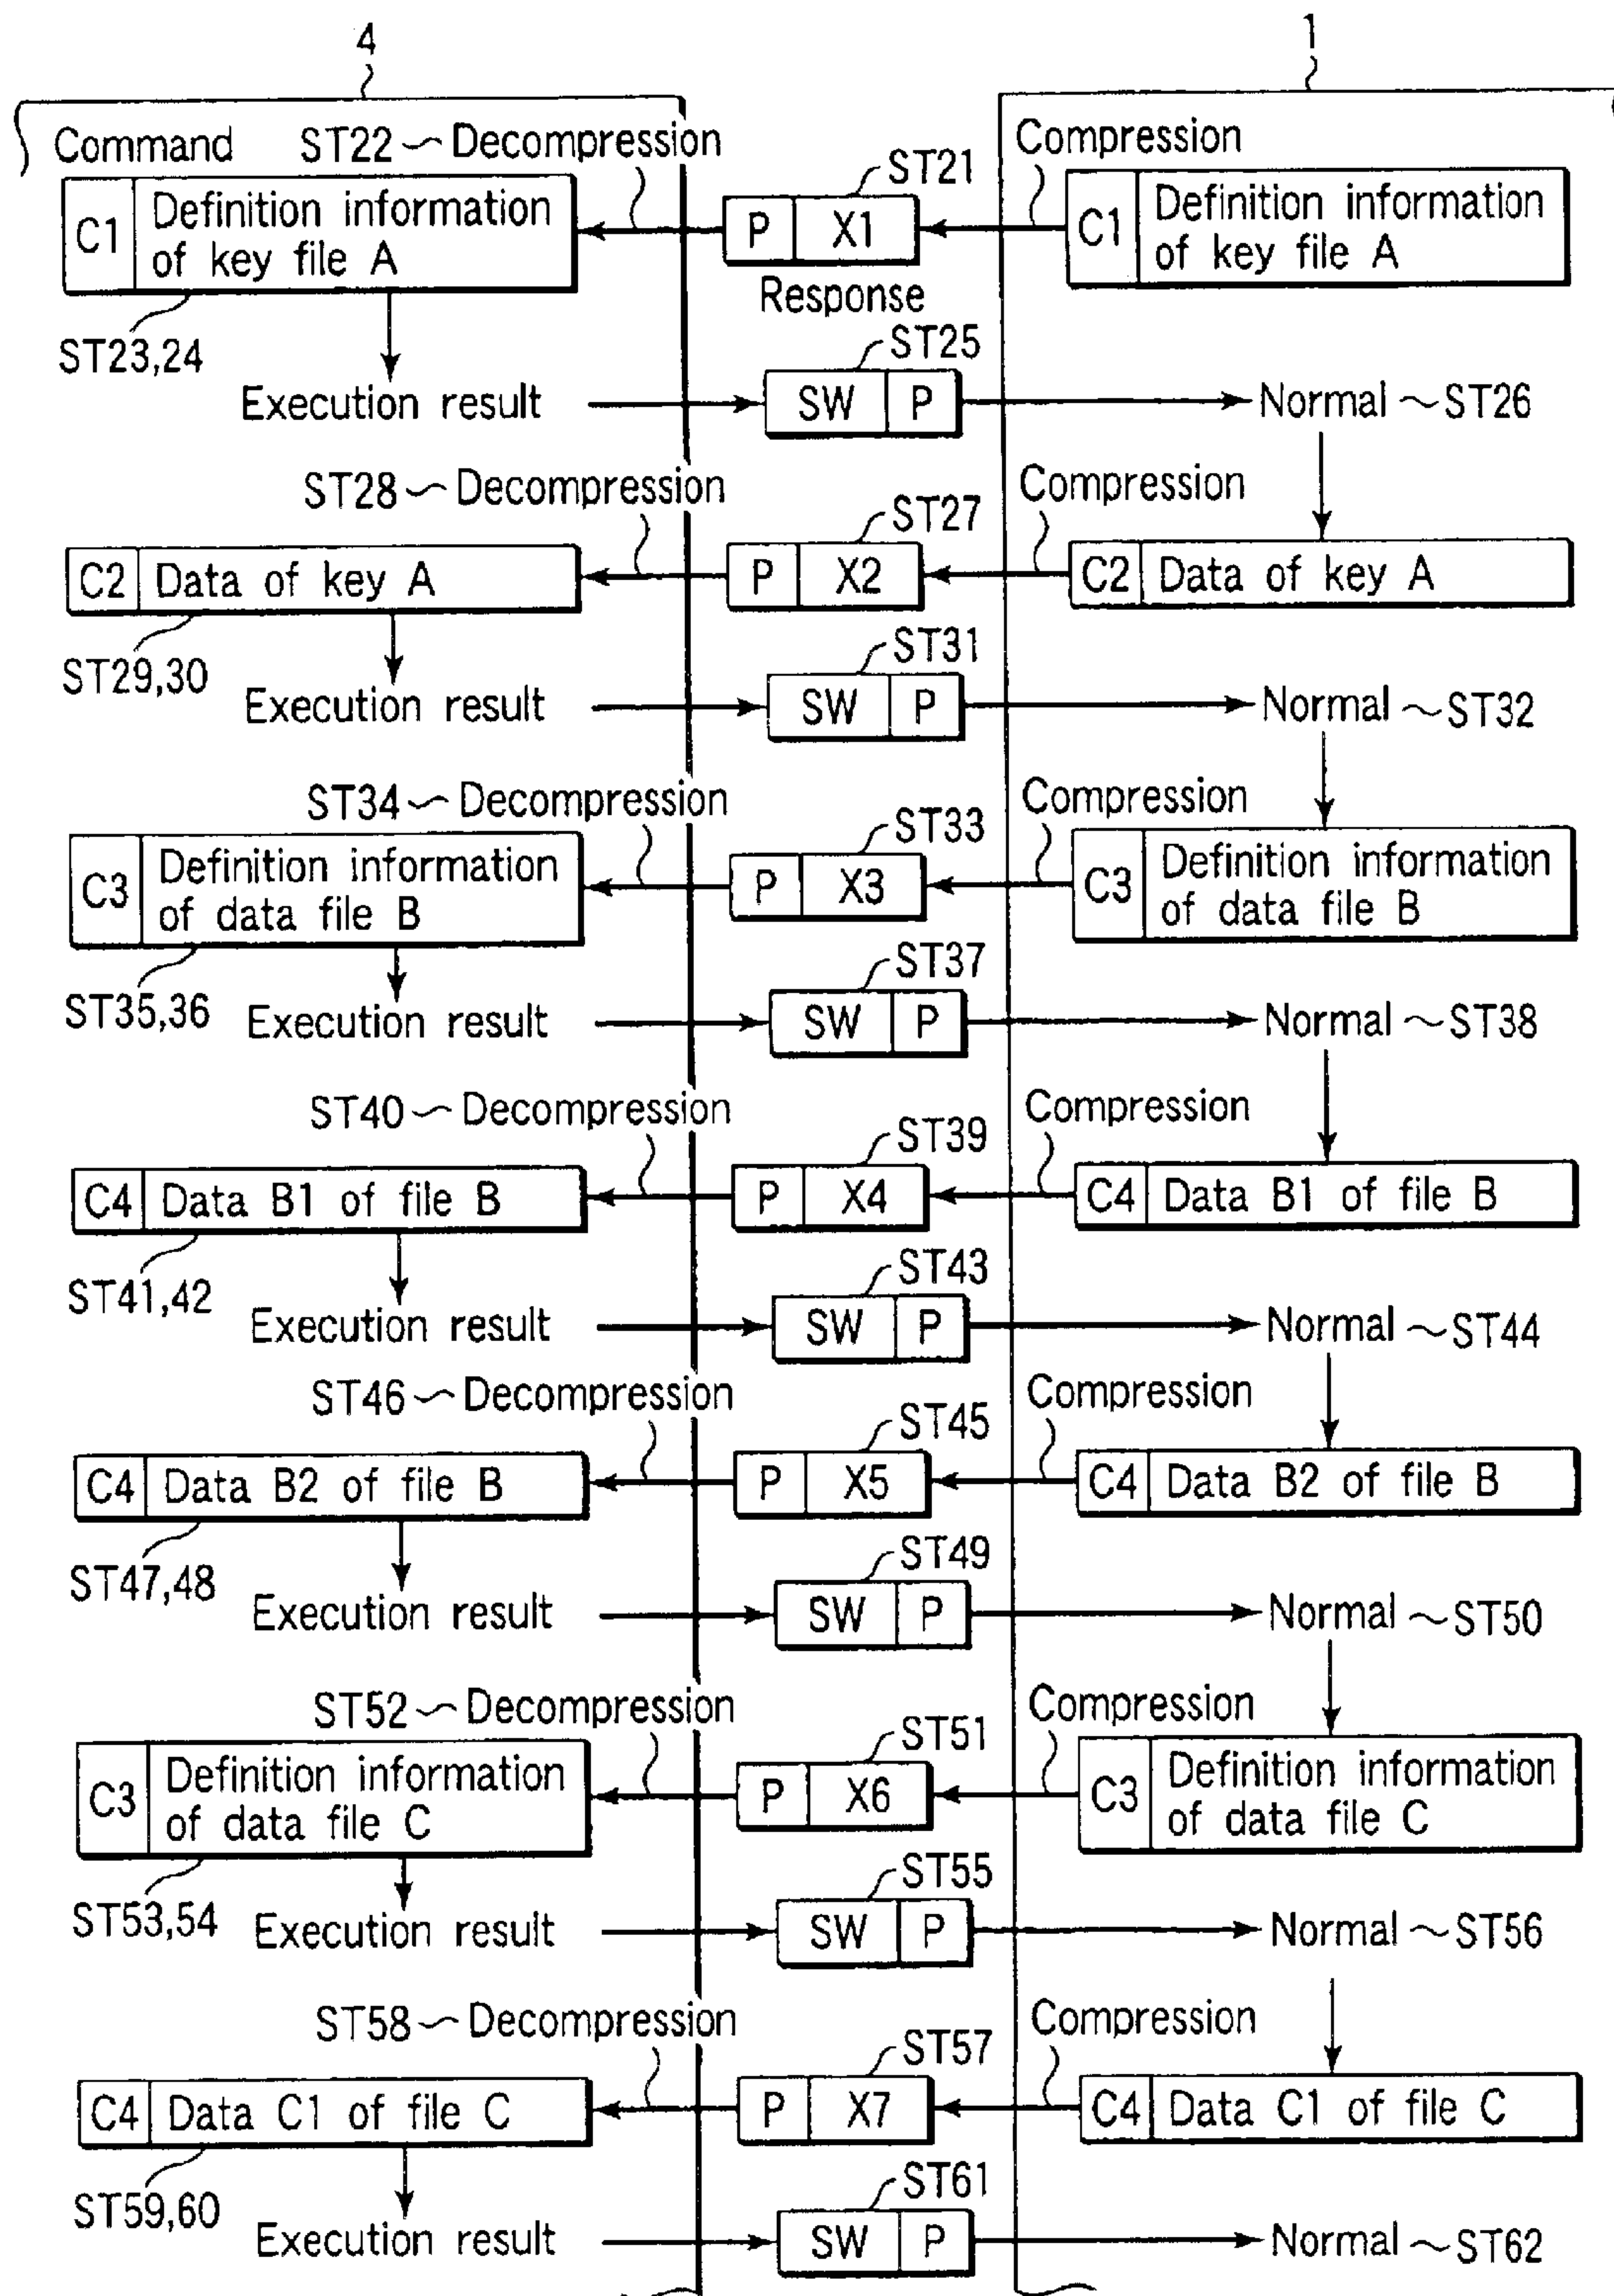 4
1
Command
ST22 Decompression
ST21
Compression
C1
Definition information
of key file A
P
X1
C1
Definition information
of key file A
Response
ST23,24
ST25
Execution result
SW
P
Normal ~ST26
ST28 Decompression
ST27
Compression
C2
Data of key A
P
X2
C2
Data of key A
ST29,30
ST31
Execution result
SW
P
Normal ~ST32
ST34 Decompression
ST33
Compression
C3
Definition information
of data file B
P
X3
C3
Definition information
of data file B
ST35,36
ST37
Execution result
SW
P
Normal ~ST38
ST40 Decompression
ST39
Compression
C4
Data B1 of file B
P
X4
C4
Data B1 of file B
ST41,42
ST43
Execution result
SW
P
Normal ~ST44
ST46 Decompression
ST45
Compression
C4
Data B2 of file B
P
X5
C4
Data B2 of file B
ST47,48
ST49
Execution result
SW
P
Normal ~ST50
ST52 Decompression
ST51
Compression
C3
Definition information
of data file C
P
X6
C3
Definition information
of data file C
ST53,54
ST55
Execution result
SW
P
Normal ~ST56
ST58 Decompression
ST57
Compression
C4
Data C1 of file C
P
X7
C4
Data C1 of file C
ST59,60
ST61
Execution result
SW
P
Normal ~ST62